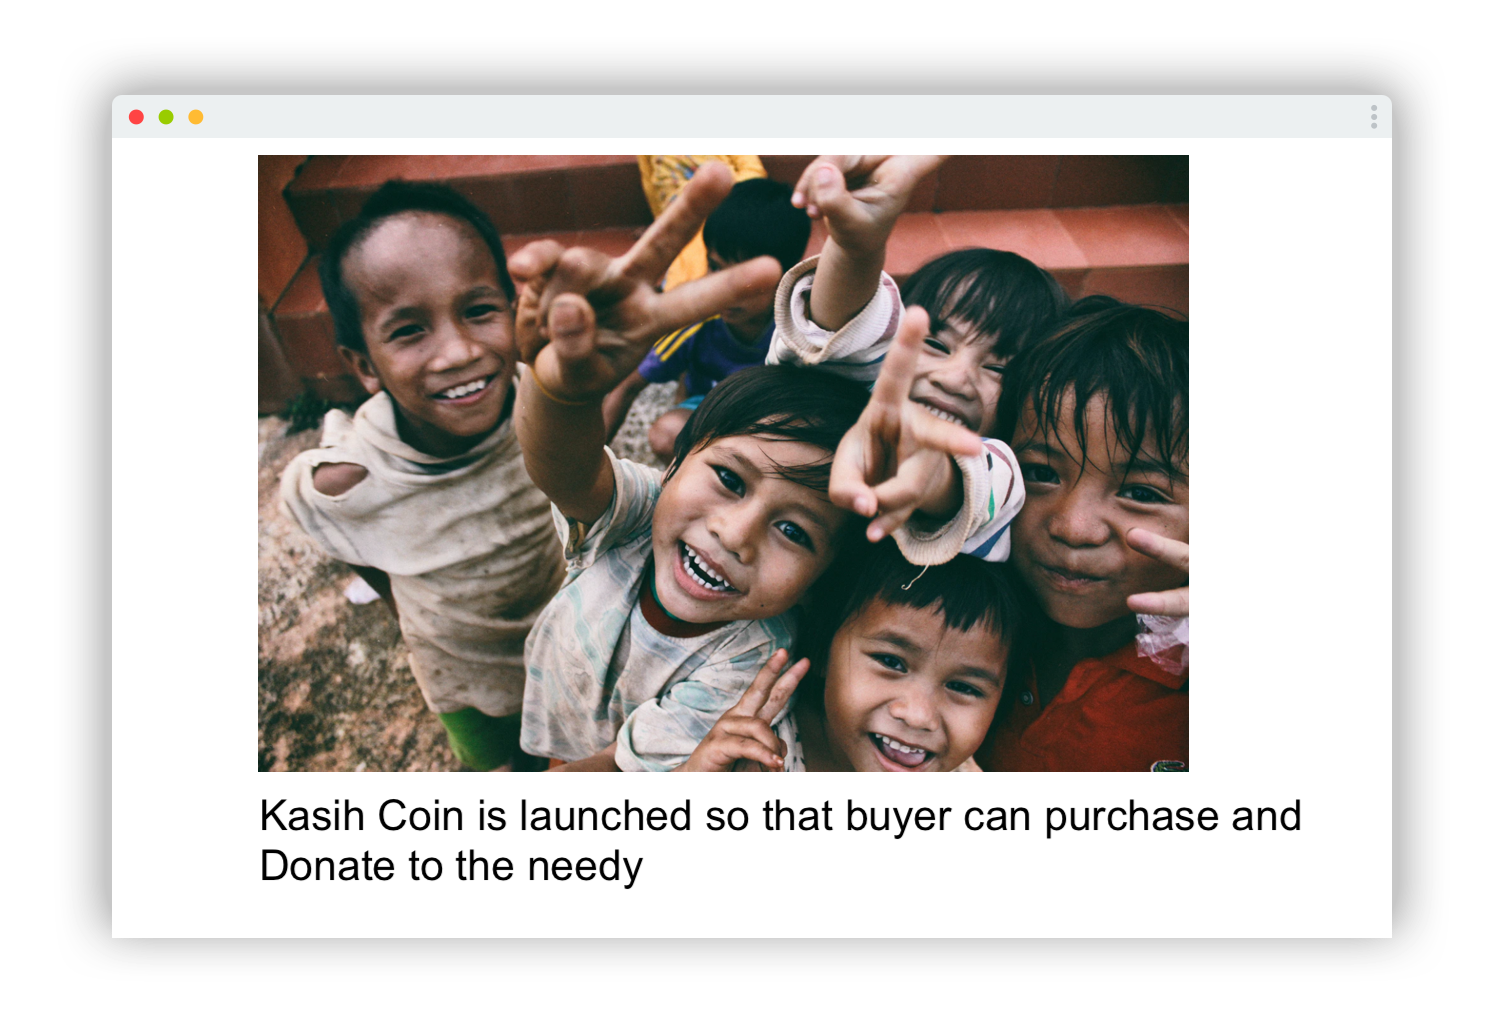 Kasih Coin is launched so that buyer can purchase and
Donate to the needy